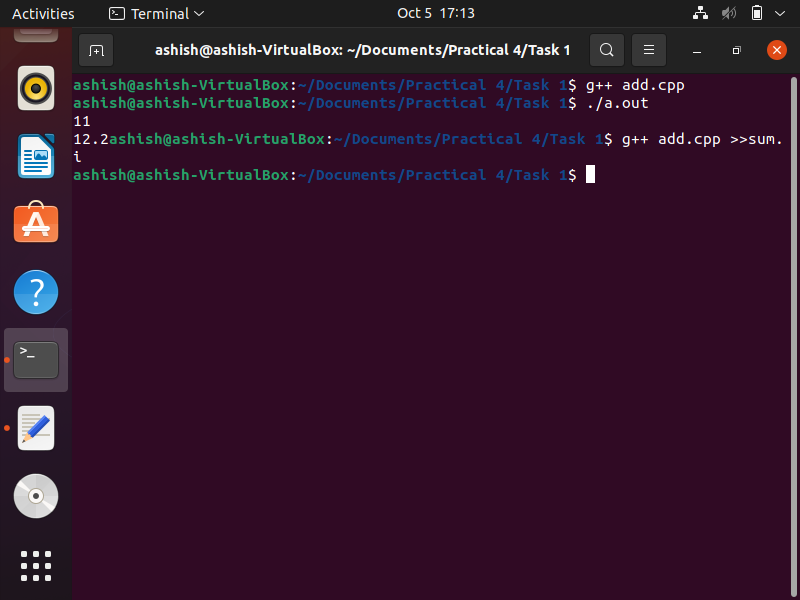 Activities
Terminal
Oct 5 17:13
ashish@ashish-VirtualBox: ~/Documents/Practical 4/Task 1
ashish@ashish-VirtualBox:~/Documents/Practical 4/Task 1$ g++ add.cpp
ashish@ashish-VirtualBox:~/Documents/Practical 4/Task 1$ ./a.out
11
12.2ashish@ashish-VirtualBox:~/Documents/Practical 4/Task 1$ g++ add.cpp >>sum.
i
ashish@ashish-VirtualBox:~/Documents/Practical 4/Task 1$